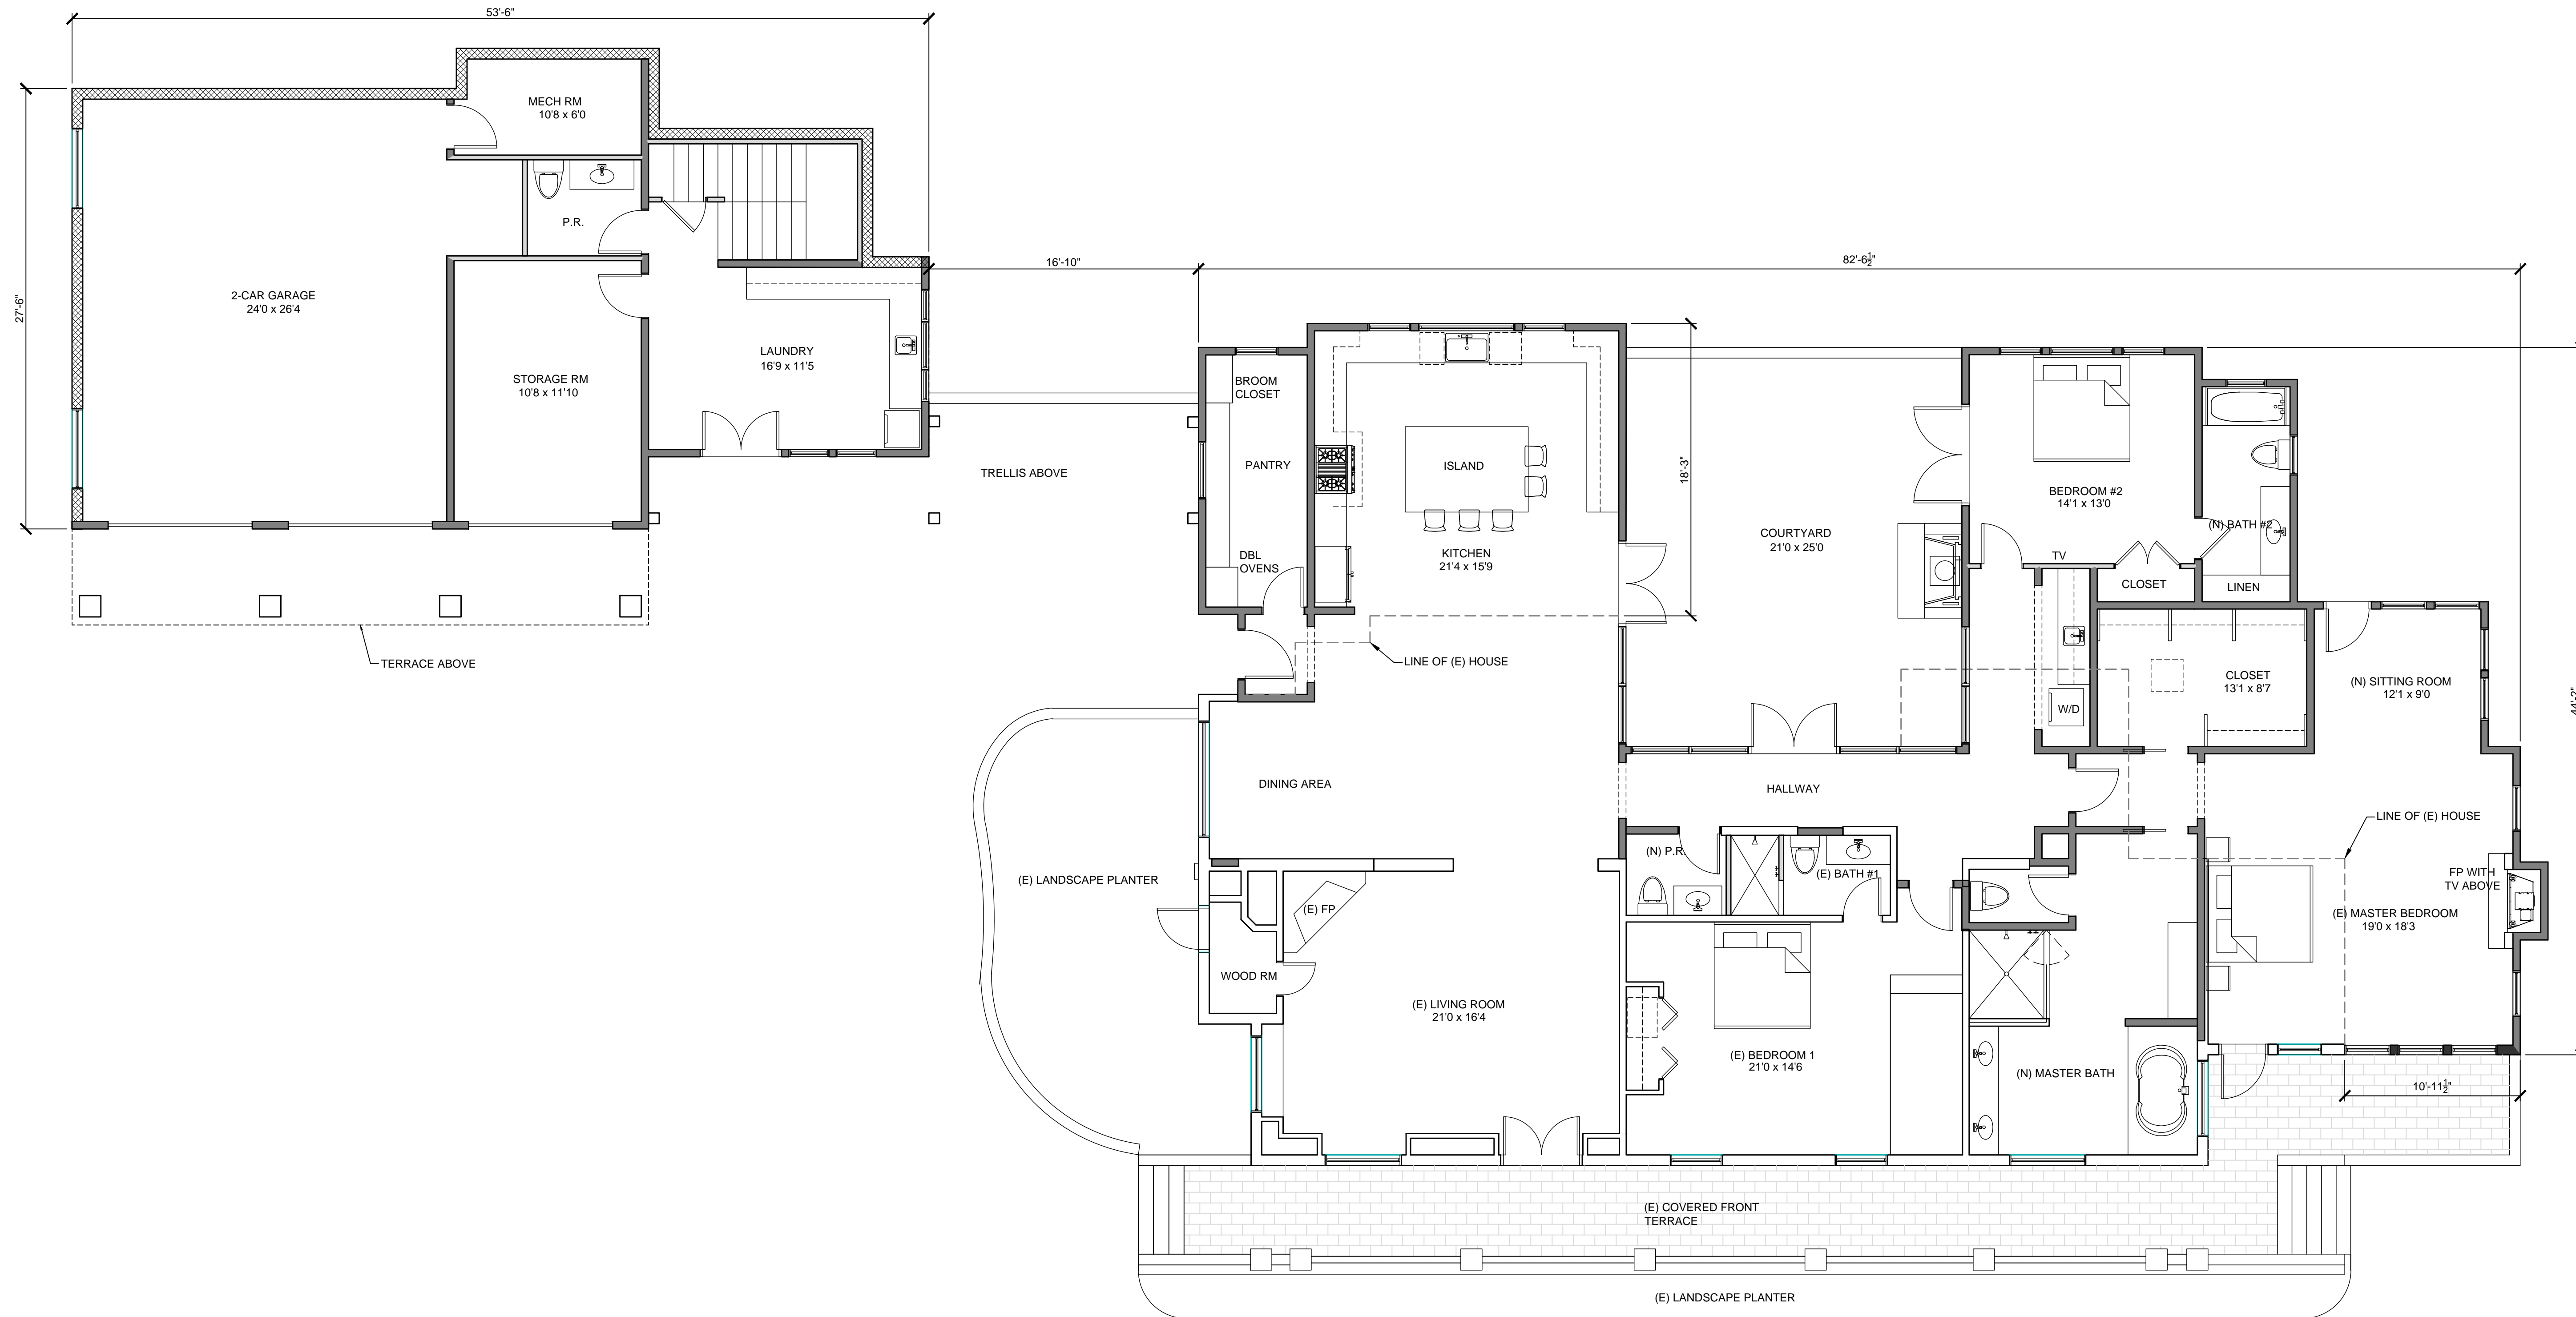 53'-6"
MECH RM
10'8 x 6'0
P.R.
27'-6"
2-CAR GARAGE
24'0 x 26'4
STORAGE RM
10'8 x 11'10
LAUNDRY
16'9 x 11'5
TERRACE ABOVE
16'-10"
82'-6½"
TRELLIS ABOVE
BROOM
CLOSET
PANTRY
DBL
OVENS
ISLAND
KITCHEN
21'4 x 15'9
18'-3"
COURTYARD
21'0 x 25'0
BEDROOM #2
14'1 x 13'0
(N) BATH #2
TV
CLOSET
LINEN
LINE OF (E) HOUSE
W/D
CLOSET
13'1 x 8'7
(N) SITTING ROOM
12'1 x 9'0
44'-2"
DINING AREA
HALLWAY
LINE OF (E) HOUSE
(E) LANDSCAPE PLANTER
(E) FP
(N) P.R.
(E) BATH #1
FP WITH
TV ABOVE
(E) MASTER BEDROOM
19'0 x 18'3
WOOD RM
(E) LIVING ROOM
21'0 x 16'4
(E) BEDROOM 1
21'0 x 14'6
(N) MASTER BATH
10'-11½"
(E) COVERED FRONT
TERRACE
(E) LANDSCAPE PLANTER